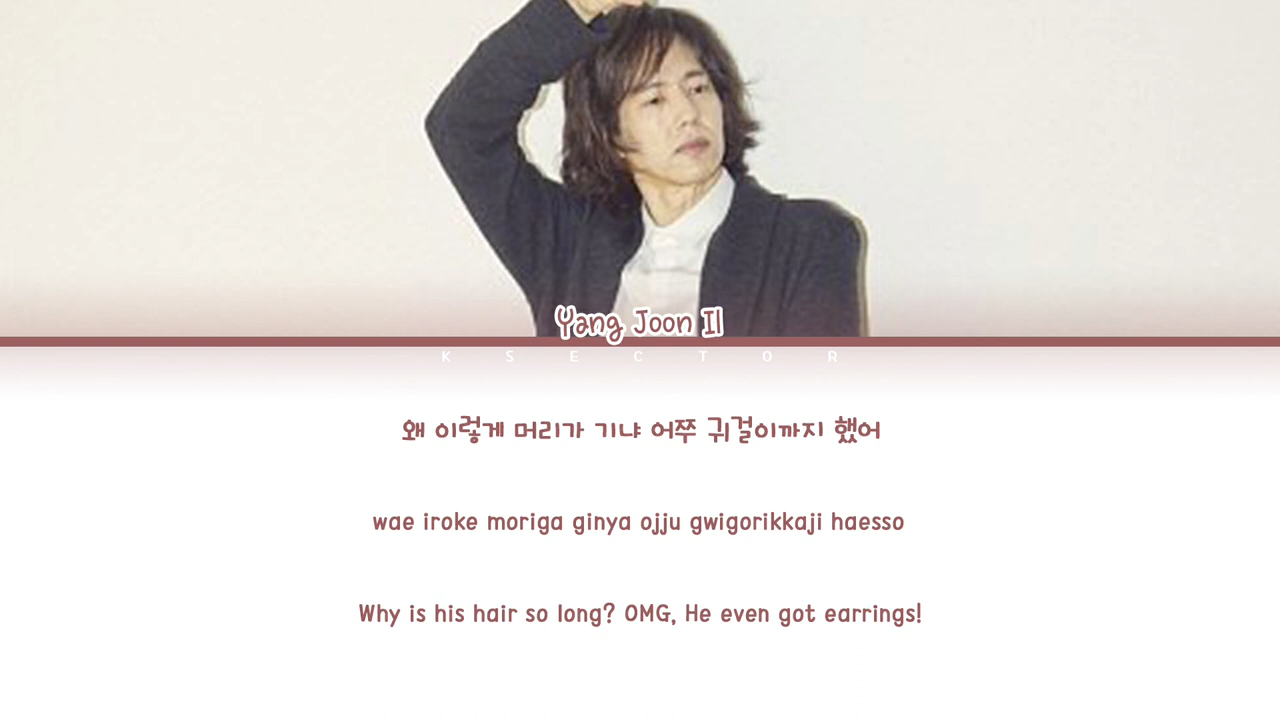 Yang Joon Il
K S E C T O R
왜 이렇게 머리가 기냐 어쭈 귀걸이까지 했어
wae iroke moriga ginya ojju gwigorikkaji haesso
Why is his hair so long? OMG, He even got earrings!